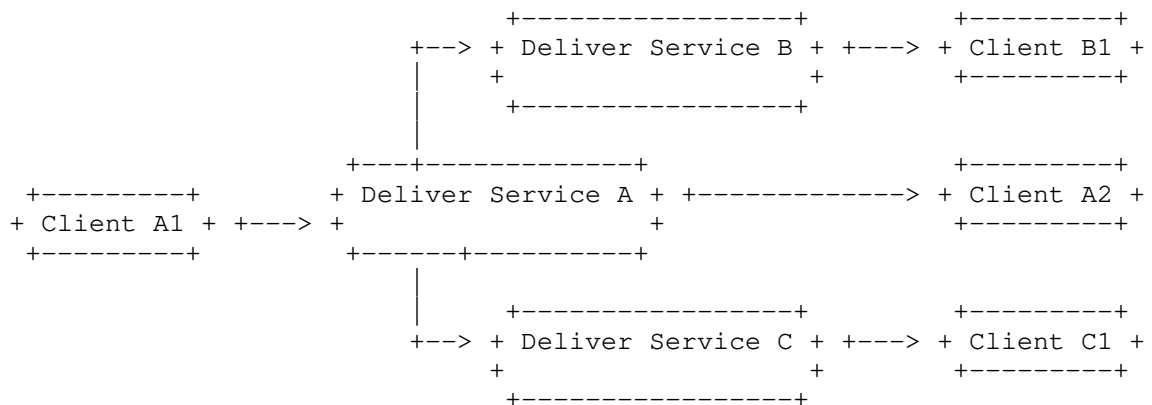 Deliver Service B
Client B1
Deliver Service A
Client A2
Client A1
Deliver Service C
Client C1